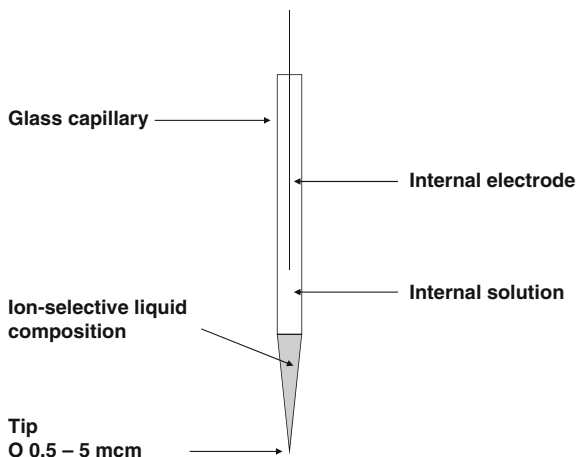 Glass capillary
Internal electrode
Internal solution
Ion-selective liquid
composition
Tip
O 0.5 – 5 mcm